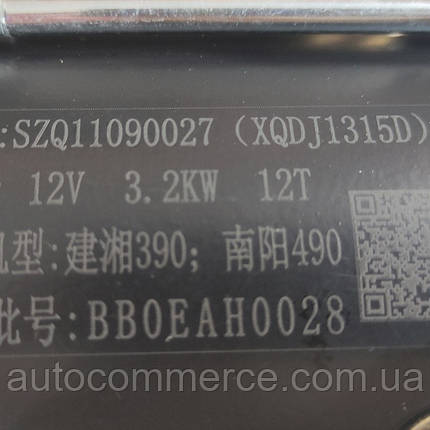 :SZQ11090027 (XQDJ1315D)
12V 3.2KW 12T
机型:建湘390; 南阳490
批号:BB0EAH0028
autocommerce.com.ua